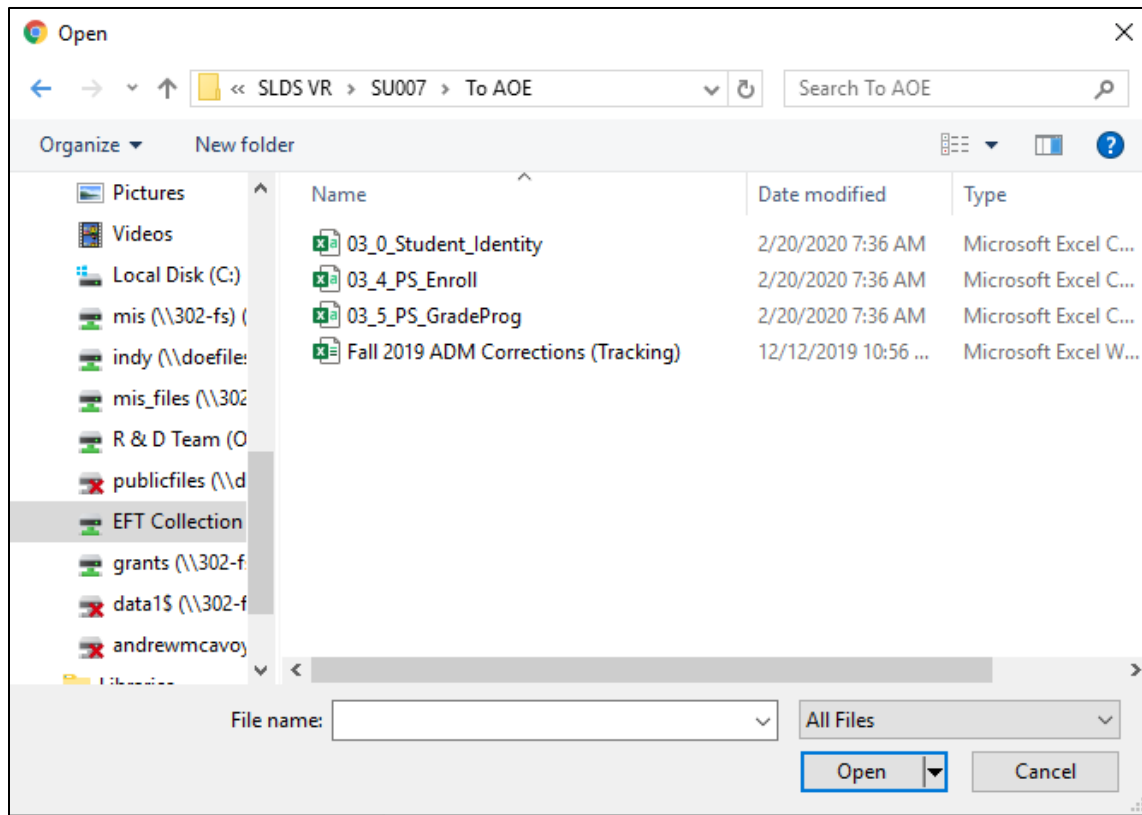 Open
« SLDS VR > SU007 > To AOE
Search To AOE
Organize
New folder
?
Name
Date modified
Type
Pictures
Videos
Local Disk (C:)
mis (\\302-fs) (
indy (\\doefiles
mis_files (\\302
R & D Team (O
publicfiles (\\d
EFT Collection
grants (\\302-f
data1$ (\\302-f
andrewmcavoy
Libraries
03_0_Student_Identity 2/20/2020 7:36 AM Microsoft Excel C...
03_4_PS_Enroll 2/20/2020 7:36 AM Microsoft Excel C...
03_5_PS_GradeProg 2/20/2020 7:36 AM Microsoft Excel C...
Fall 2019 ADM Corrections (Tracking) 12/12/2019 10:56 ... Microsoft Excel W...
File name:
All Files
Open
Cancel